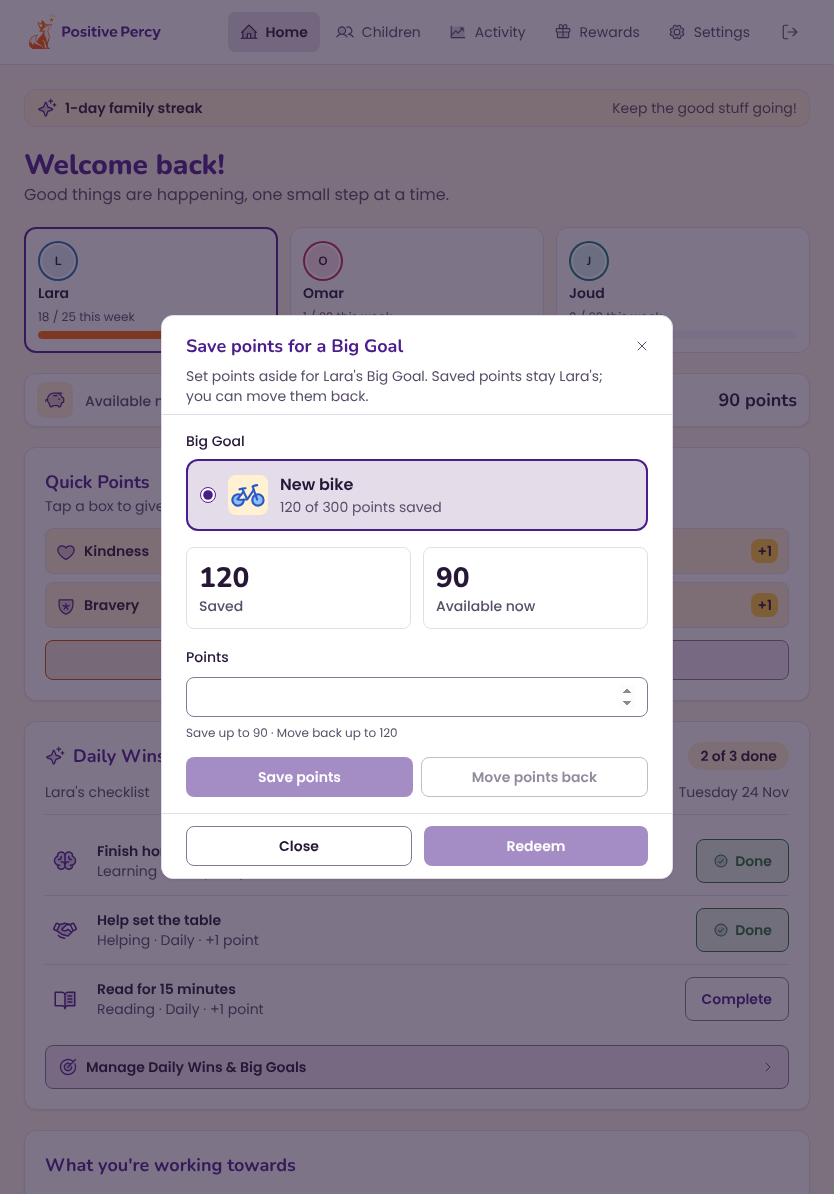 Positive Percy
Home
Children
Activity
Rewards
Settings
1-day family streak
Keep the good stuff going!
Welcome back!
Good things are happening, one small step at a time.
L
O
J
Lara
Omar
Joud
18 / 25 this week
Save points for a Big Goal
Set points aside for Lara's Big Goal. Saved points stay Lara's;
you can move them back.
Available
90 points
Big Goal
New bike
120 of 300 points saved
Quick Points
Tap a box to give
Kindness
+1
Bravery
+1
120
Saved
90
Available now
Points
Save up to 90 · Move back up to 120
Save points
Move points back
Close
Redeem
Daily Wins
2 of 3 done
Lara's checklist
Tuesday 24 Nov
Finish
Learning
Done
Help set the table
Helping · Daily · +1 point
Done
Read for 15 minutes
Reading · Daily · +1 point
Complete
Manage Daily Wins & Big Goals
What you're working towards